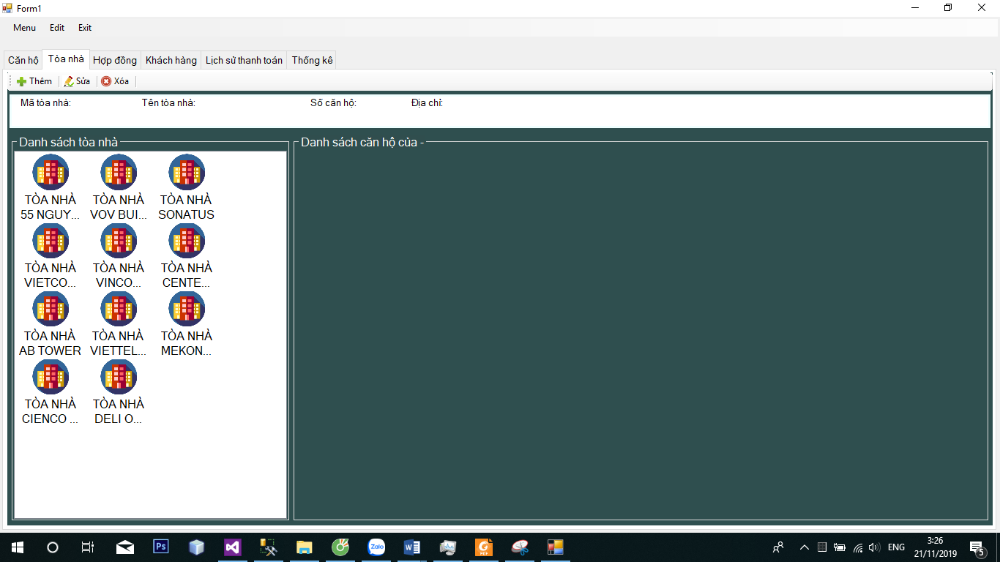 Form1
Menu Edit Exit
Căn hộ Tòa nhà Hợp đồng Khách hàng Lịch sử thanh toán Thống kê
Thêm Sửa Xóa
Mã tòa nhà: Tên tòa nhà: Số căn hộ: Địa chỉ:
Danh sách tòa nhà
TÒA NHÀ TÒA NHÀ TÒA NHÀ
55 NGUY... VOV BUI... SONATUS
TÒA NHÀ TÒA NHÀ TÒA NHÀ
VIETCO... VINCO... CENTE...
TÒA NHÀ TÒA NHÀ TÒA NHÀ
AB TOWER VIETTEL... MEKON...
TÒA NHÀ TÒA NHÀ
CIENCO ... DELI O...
Danh sách căn hộ của -
Ps
Zalo
W
G
PDF
ENG
3:26
21/11/2019
5